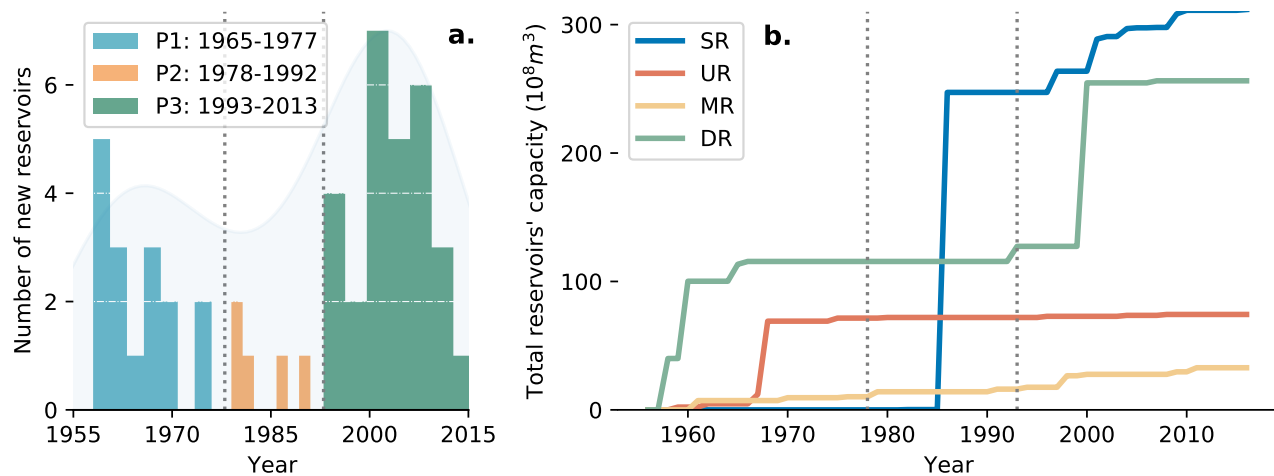 P1: 1965-1977
P2: 1978-1992
P3: 1993-2013
a.
Number of new reservoirs
0
2
4
6
1955
1970
1985
2000
2015
Year
SR
UR
MR
DR
b.
Total reservoirs' capacity (10⁸m³)
0
100
200
300
1960
1970
1980
1990
2000
2010
Year